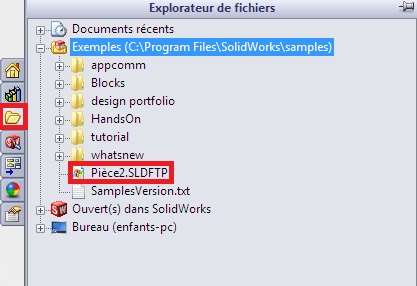 Explorateur de fichiers
Documents récents
Exemples (C:\Program Files\SolidWorks\samples)
appcomm
Blocks
design portfolio
HandsOn
tutorial
whatsnew
Pièce2.SLDFTP
SamplesVersion.txt
Ouvert(s) dans SolidWorks
Bureau (enfants-pc)